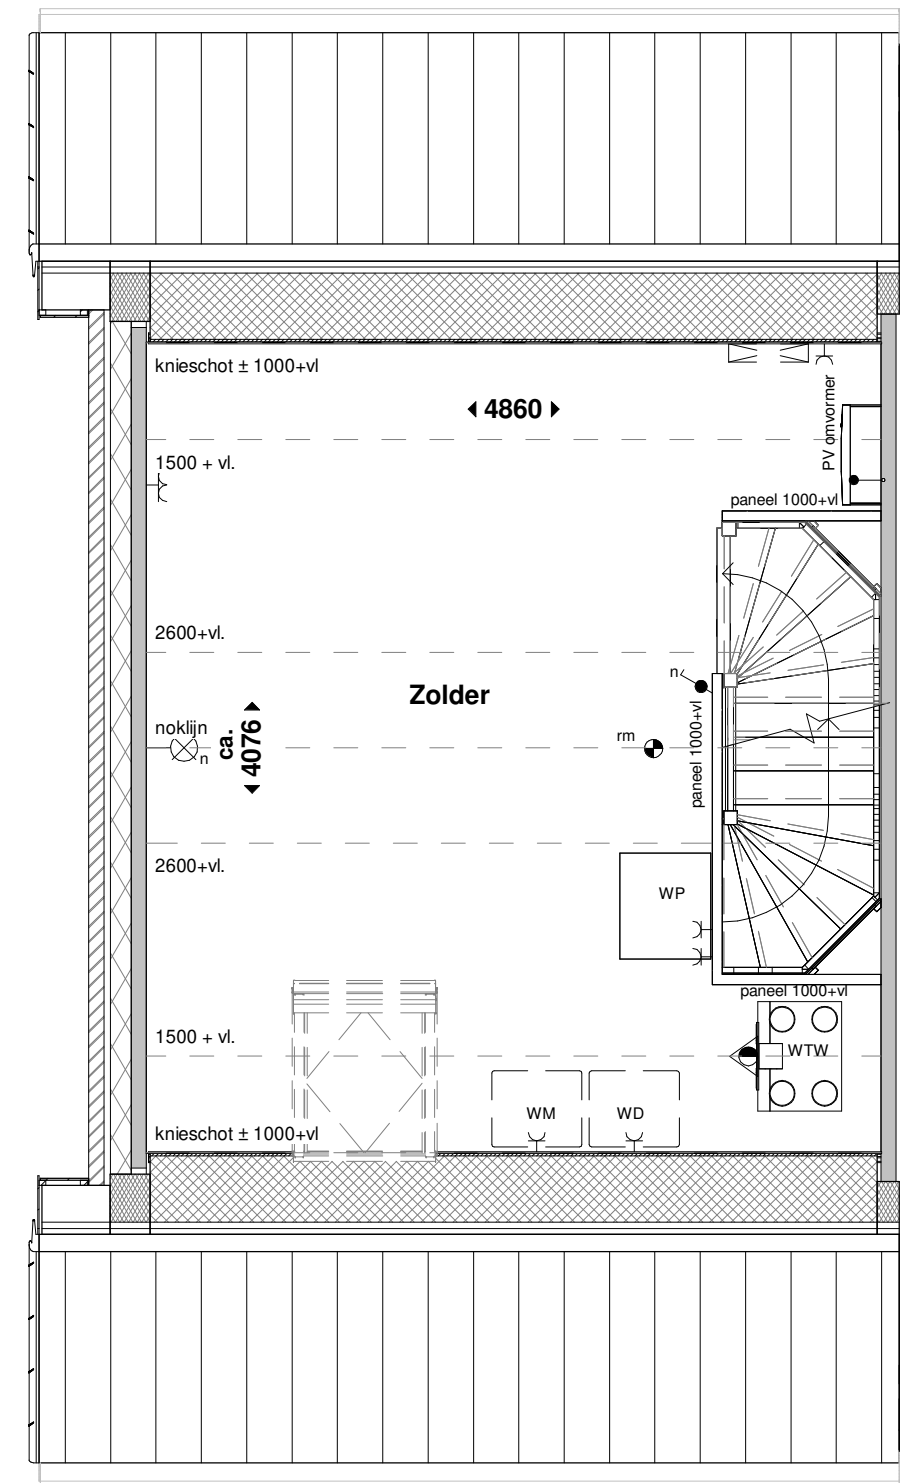 knieschot ± 1000+vl
4860
PV omvormer
1500 + vl.
paneel 1000+vl
2600+vl.
n
Zolder
paneel 1000+vl
noklijn
n
ca.
4076
rm
2600+vl.
WP
paneel 1000+vl
1500 + vl.
WTW
WM
WD
knieschot ± 1000+vl